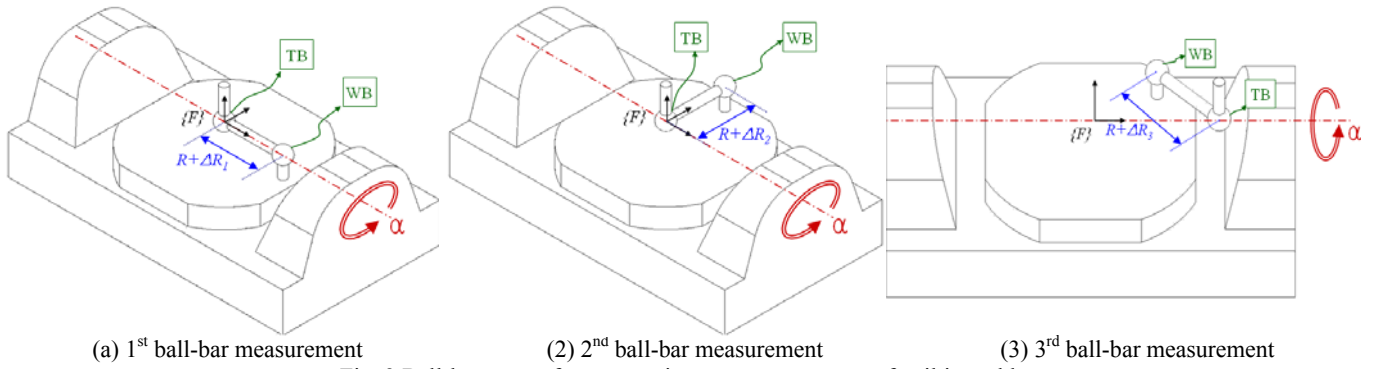 TB
WB
{F}
R+ΔR1
α
TB
WB
{F}
R+ΔR2
α
WB
TB
{F}
R+ΔR3
α
(a) 1st ball-bar measurement
(2) 2nd ball-bar measurement
(3) 3rd ball-bar measurement